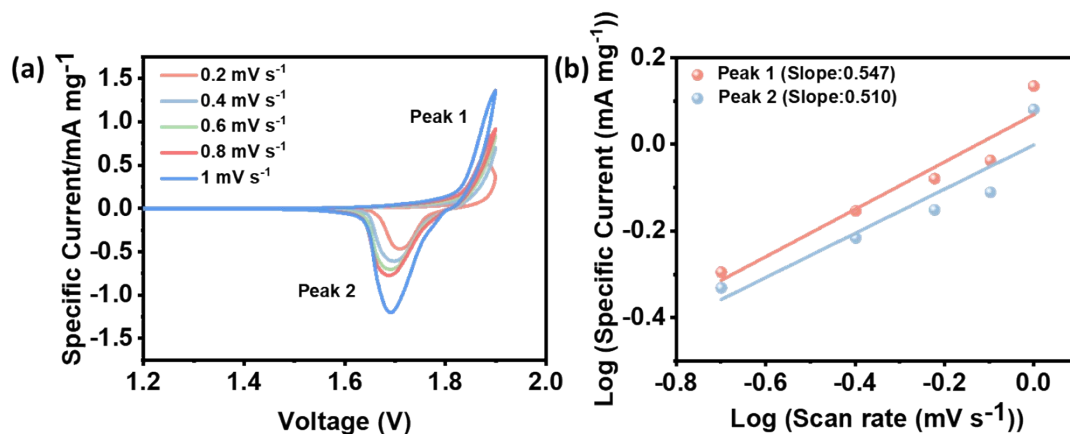 (a)
Specific Current/mA mg⁻¹
1.5
1.0
0.5
0.0
-0.5
-1.0
-1.5
0.2 mV s⁻¹
0.4 mV s⁻¹
0.6 mV s⁻¹
0.8 mV s⁻¹
1 mV s⁻¹
Peak 1
Peak 2
1.2 1.4 1.6 1.8 2.0
Voltage (V)
(b)
Log (Specific Current (mA mg⁻¹))
0.2
0.0
-0.2
-0.4
Peak 1 (Slope:0.547)
Peak 2 (Slope:0.510)
-0.8 -0.6 -0.4 -0.2 0.0
Log (Scan rate (mV s⁻¹))